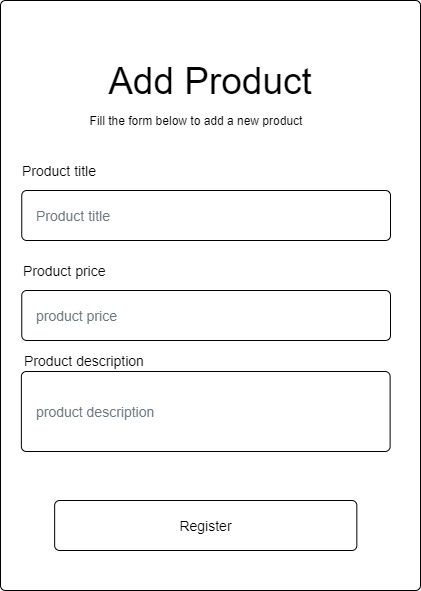 Add Product
Fill the form below to add a new product
Product title
Product title
Product price
product price
Product description
product description
Register